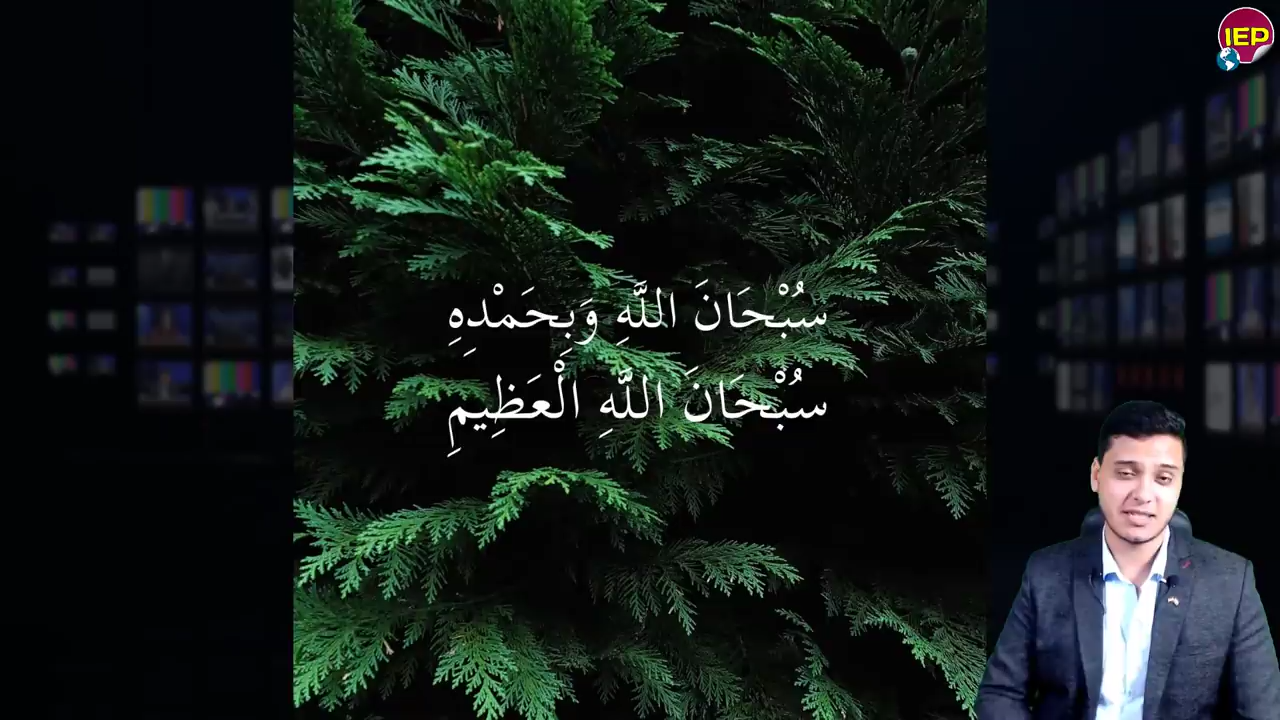 IEP
سُبْحَانَ اللَّهِ وَبِحَمْدِهِ
سُبْحَانَ اللَّهِ الْعَظِيمِ